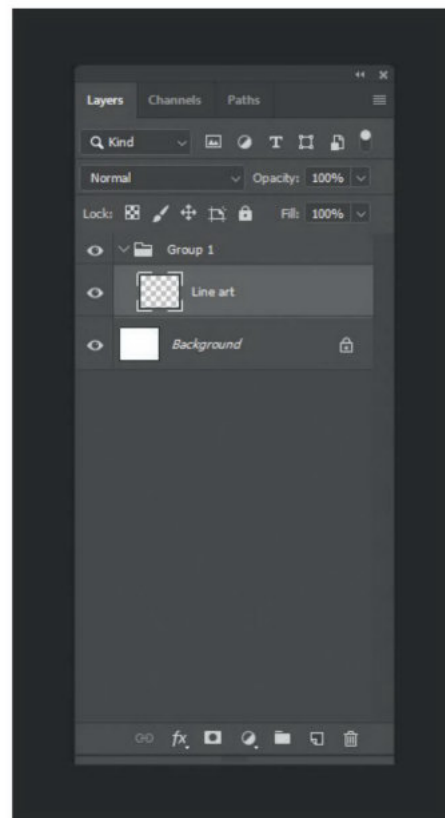 Layers Channels Paths
Kind T
Normal Opacity: 100%
Lock: Fill: 100%
Group 1
Line art
Background
fx